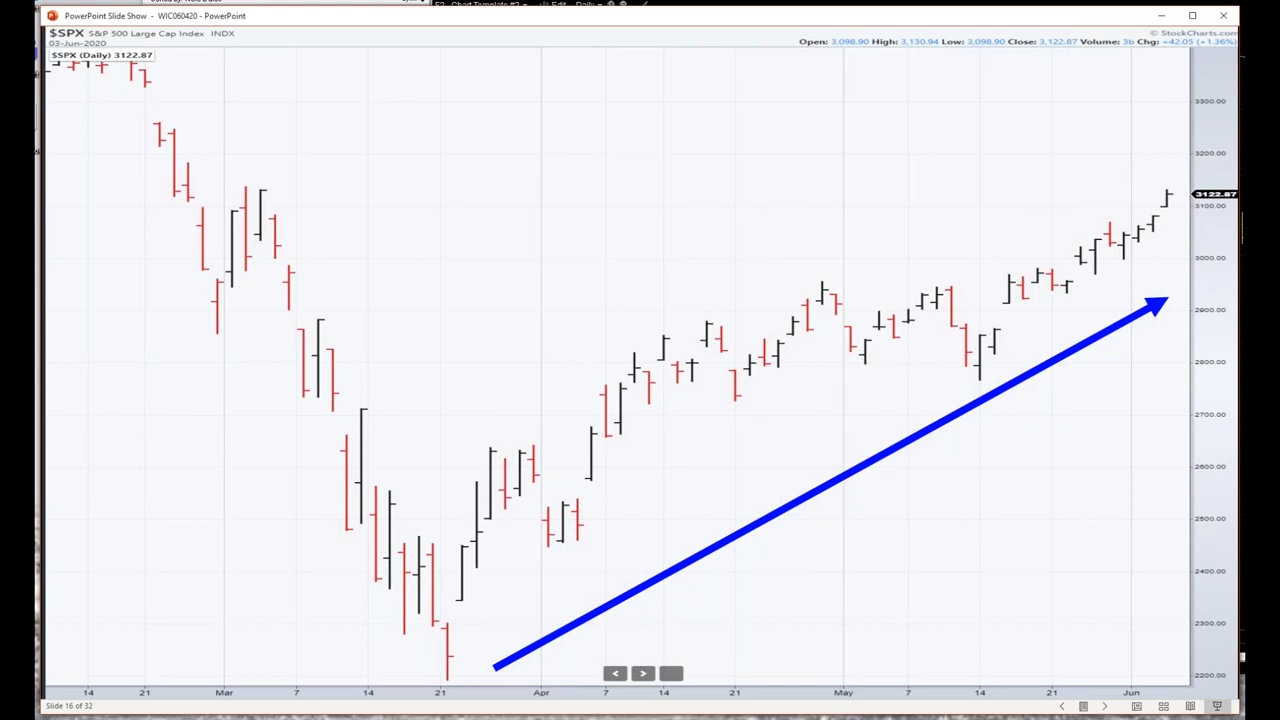 PowerPoint Slide Show - WIC060420 - PowerPoint
$SPX S&P 500 Large Cap Index INDX
© StockCharts.com
03-Jun-2020
Open: 3,098.90 High: 3,130.94 Low: 3,098.90 Close: 3,122.87 Volume: 3b Chg: +42.05 (+1.36%)
$SPX (Daily) 3122.87
3300.00
3200.00
3122.87
3100.00
3000.00
2900.00
2800.00
2700.00
2600.00
2500.00
2400.00
2300.00
2200.00
14 21 Mar 7 14 21 Apr 7 14 21 May 7 14 21 Jun
Slide 16 of 32